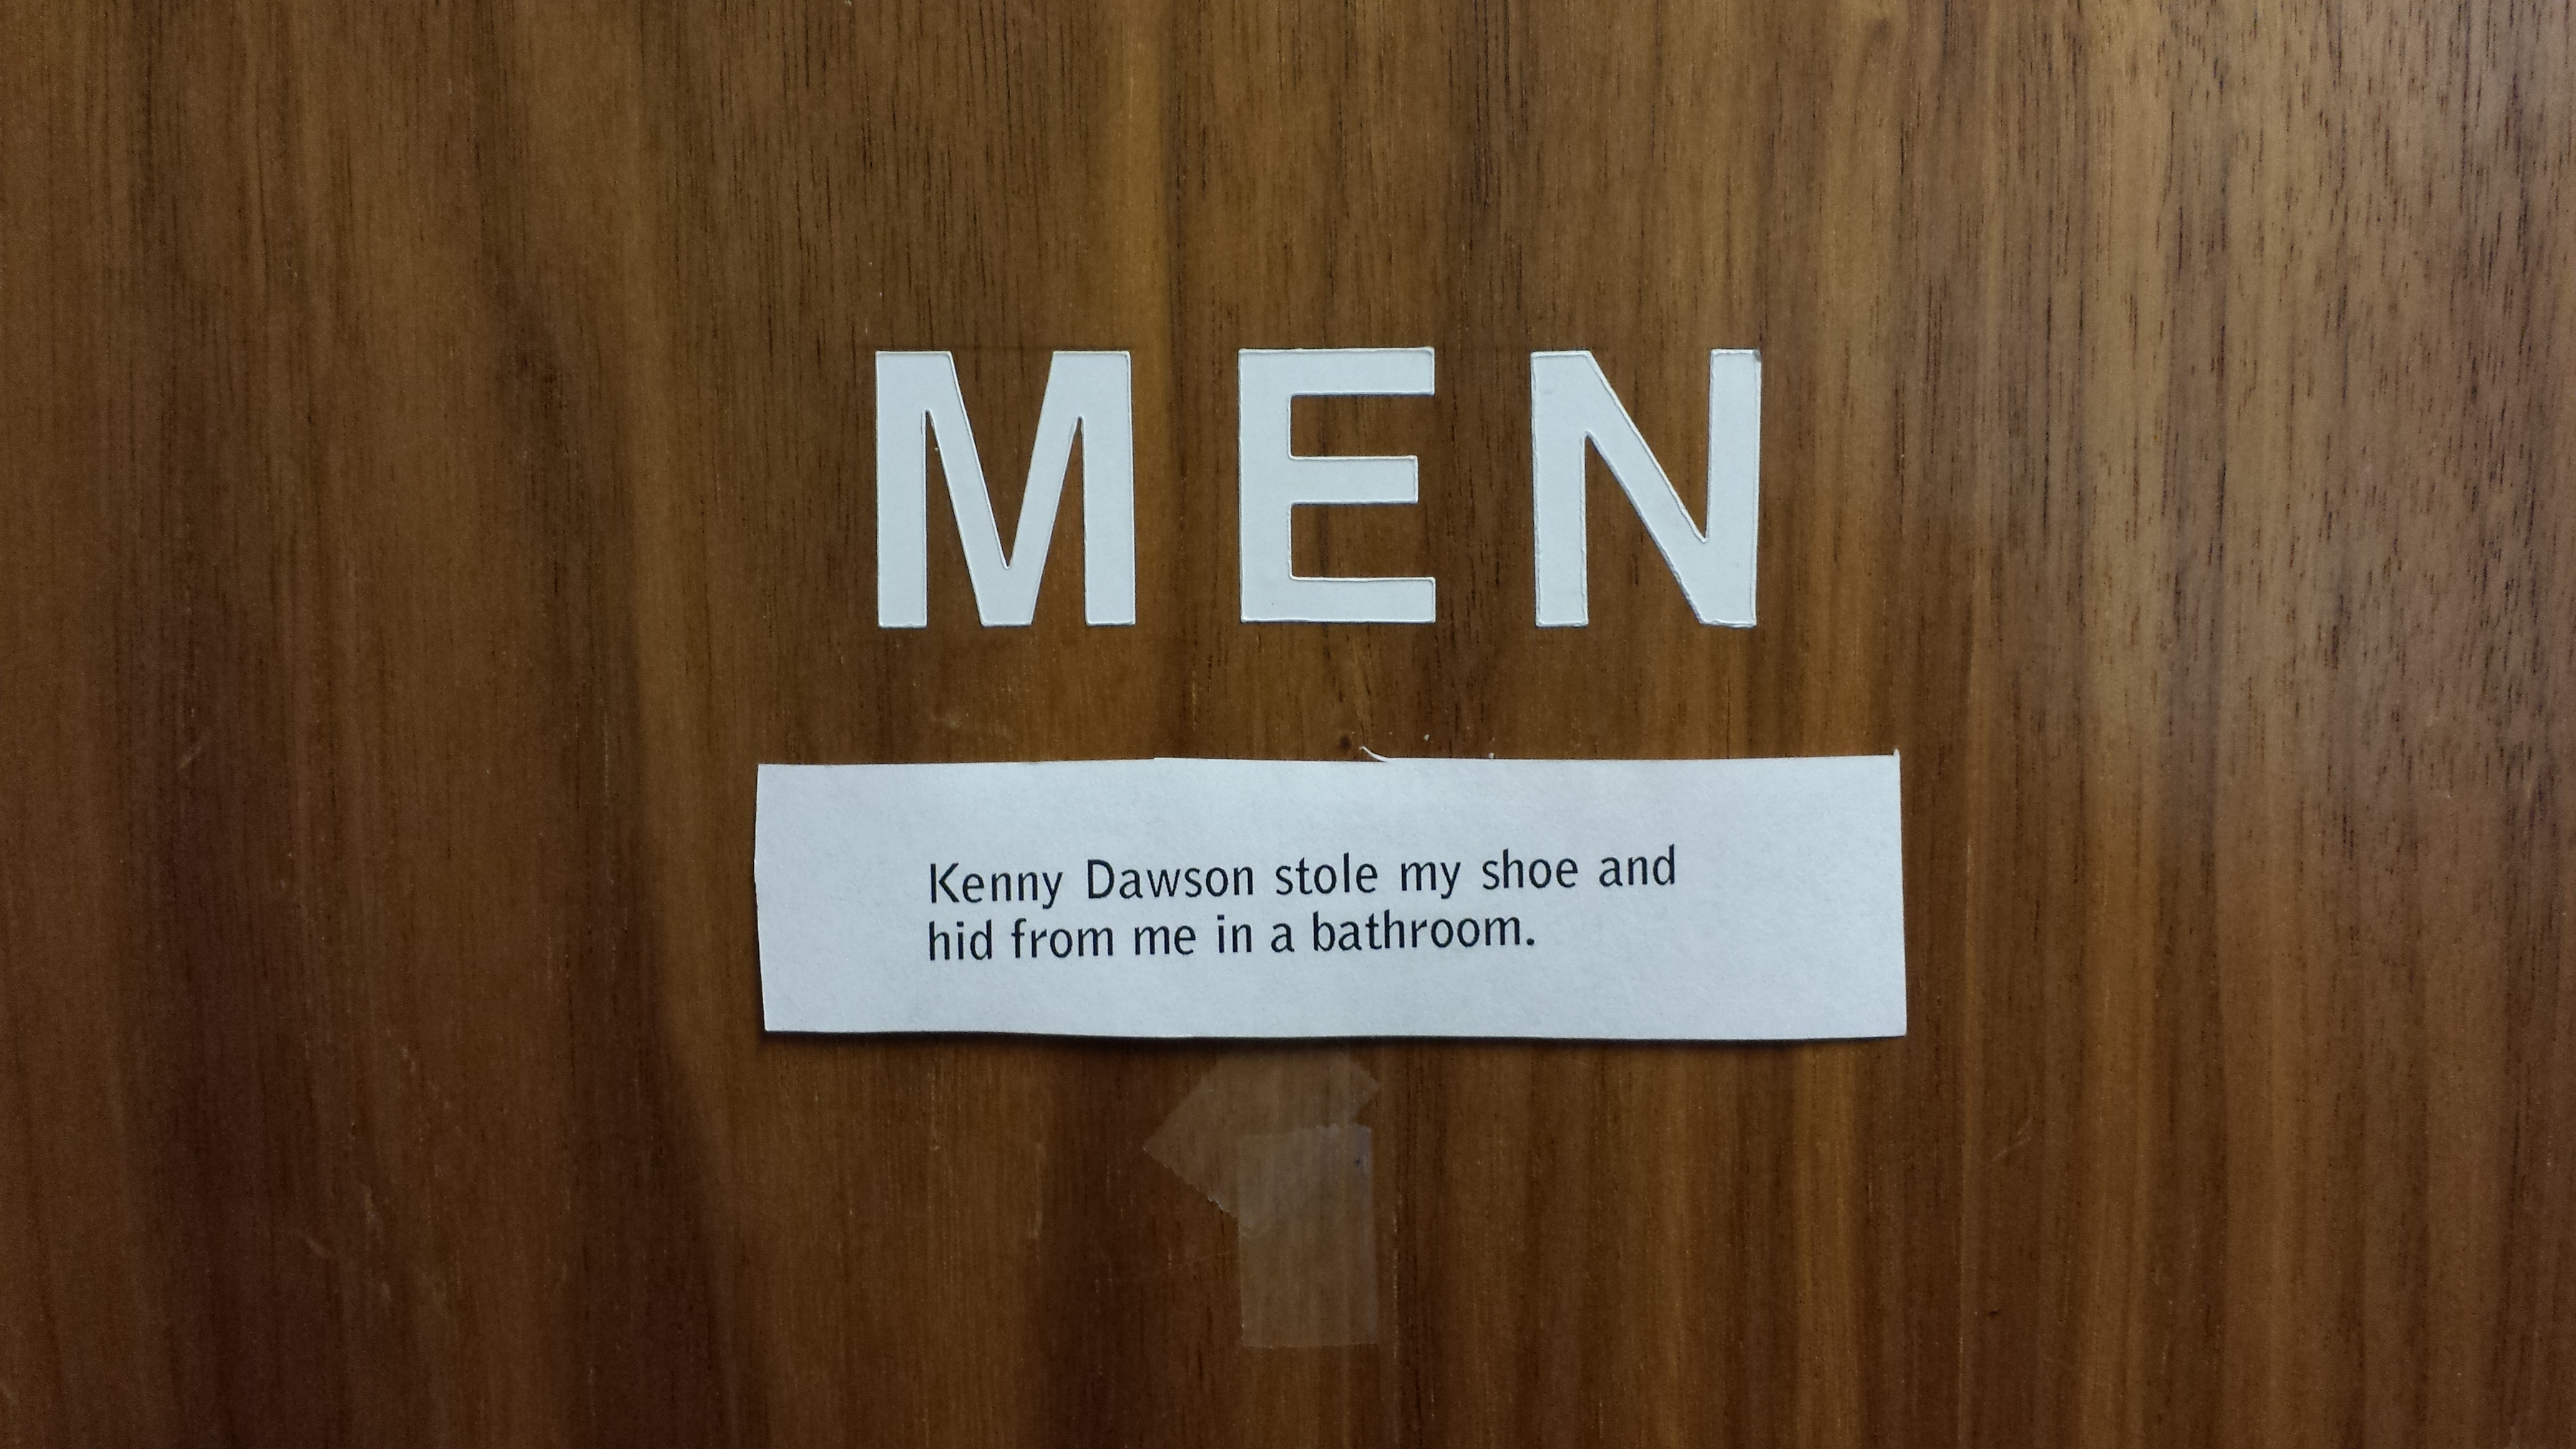 MEN
Kenny Dawson stole my shoe and
hid from me in a bathroom.